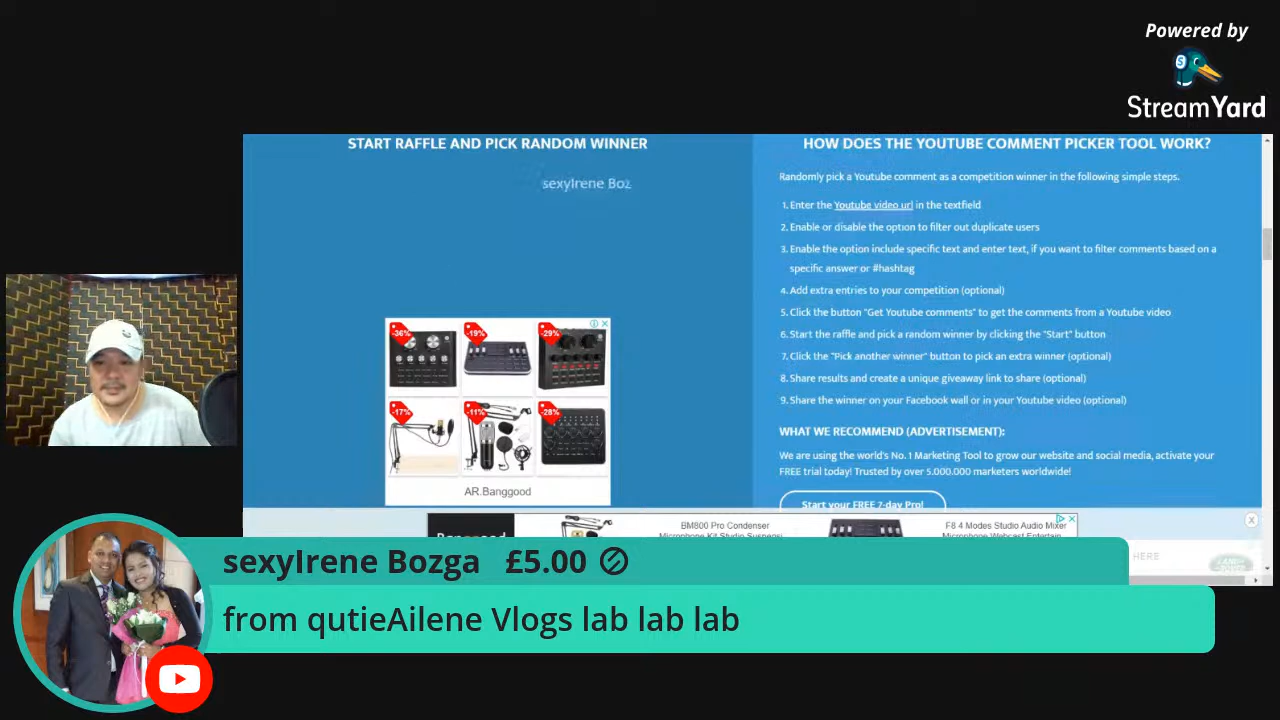 Powered by
StreamYard
START RAFFLE AND PICK RANDOM WINNER
sexyIrene Boz
HOW DOES THE YOUTUBE COMMENT PICKER TOOL WORK?
Randomly pick a Youtube comment as a competition winner in the following simple steps.
1. Enter the Youtube video url in the textfield
2. Enable or disable the option to filter out duplicate users
3. Enable the option include specific text and enter text, if you want to filter comments based on a
specific answer or #hashtag
4. Add extra entries to your competition (optional)
5. Click the button "Get Youtube comments" to get the comments from a Youtube video
6. Start the raffle and pick a random winner by clicking the "Start" button
7. Click the "Pick another winner" button to pick an extra winner (optional)
8. Share results and create a unique giveaway link to share (optional)
9. Share the winner on your Facebook wall or in your Youtube video (optional)
WHAT WE RECOMMEND (ADVERTISEMENT):
We are using the world's No. 1 Marketing Tool to grow our website and social media, activate your
FREE trial today! Trusted by over 5.000.000 marketers worldwide!
Start your FREE 7-day Pro!
-36%
-19%
-29%
-17%
-11%
-28%
AR.Banggood
Banggood
BM800 Pro Condenser
Microphone Kit Studio Suspensi
F8 4 Modes Studio Audio Mixer
Microphone Webcast Entertain
HERE
sexyIrene Bozga £5.00
from qutieAilene Vlogs lab lab lab